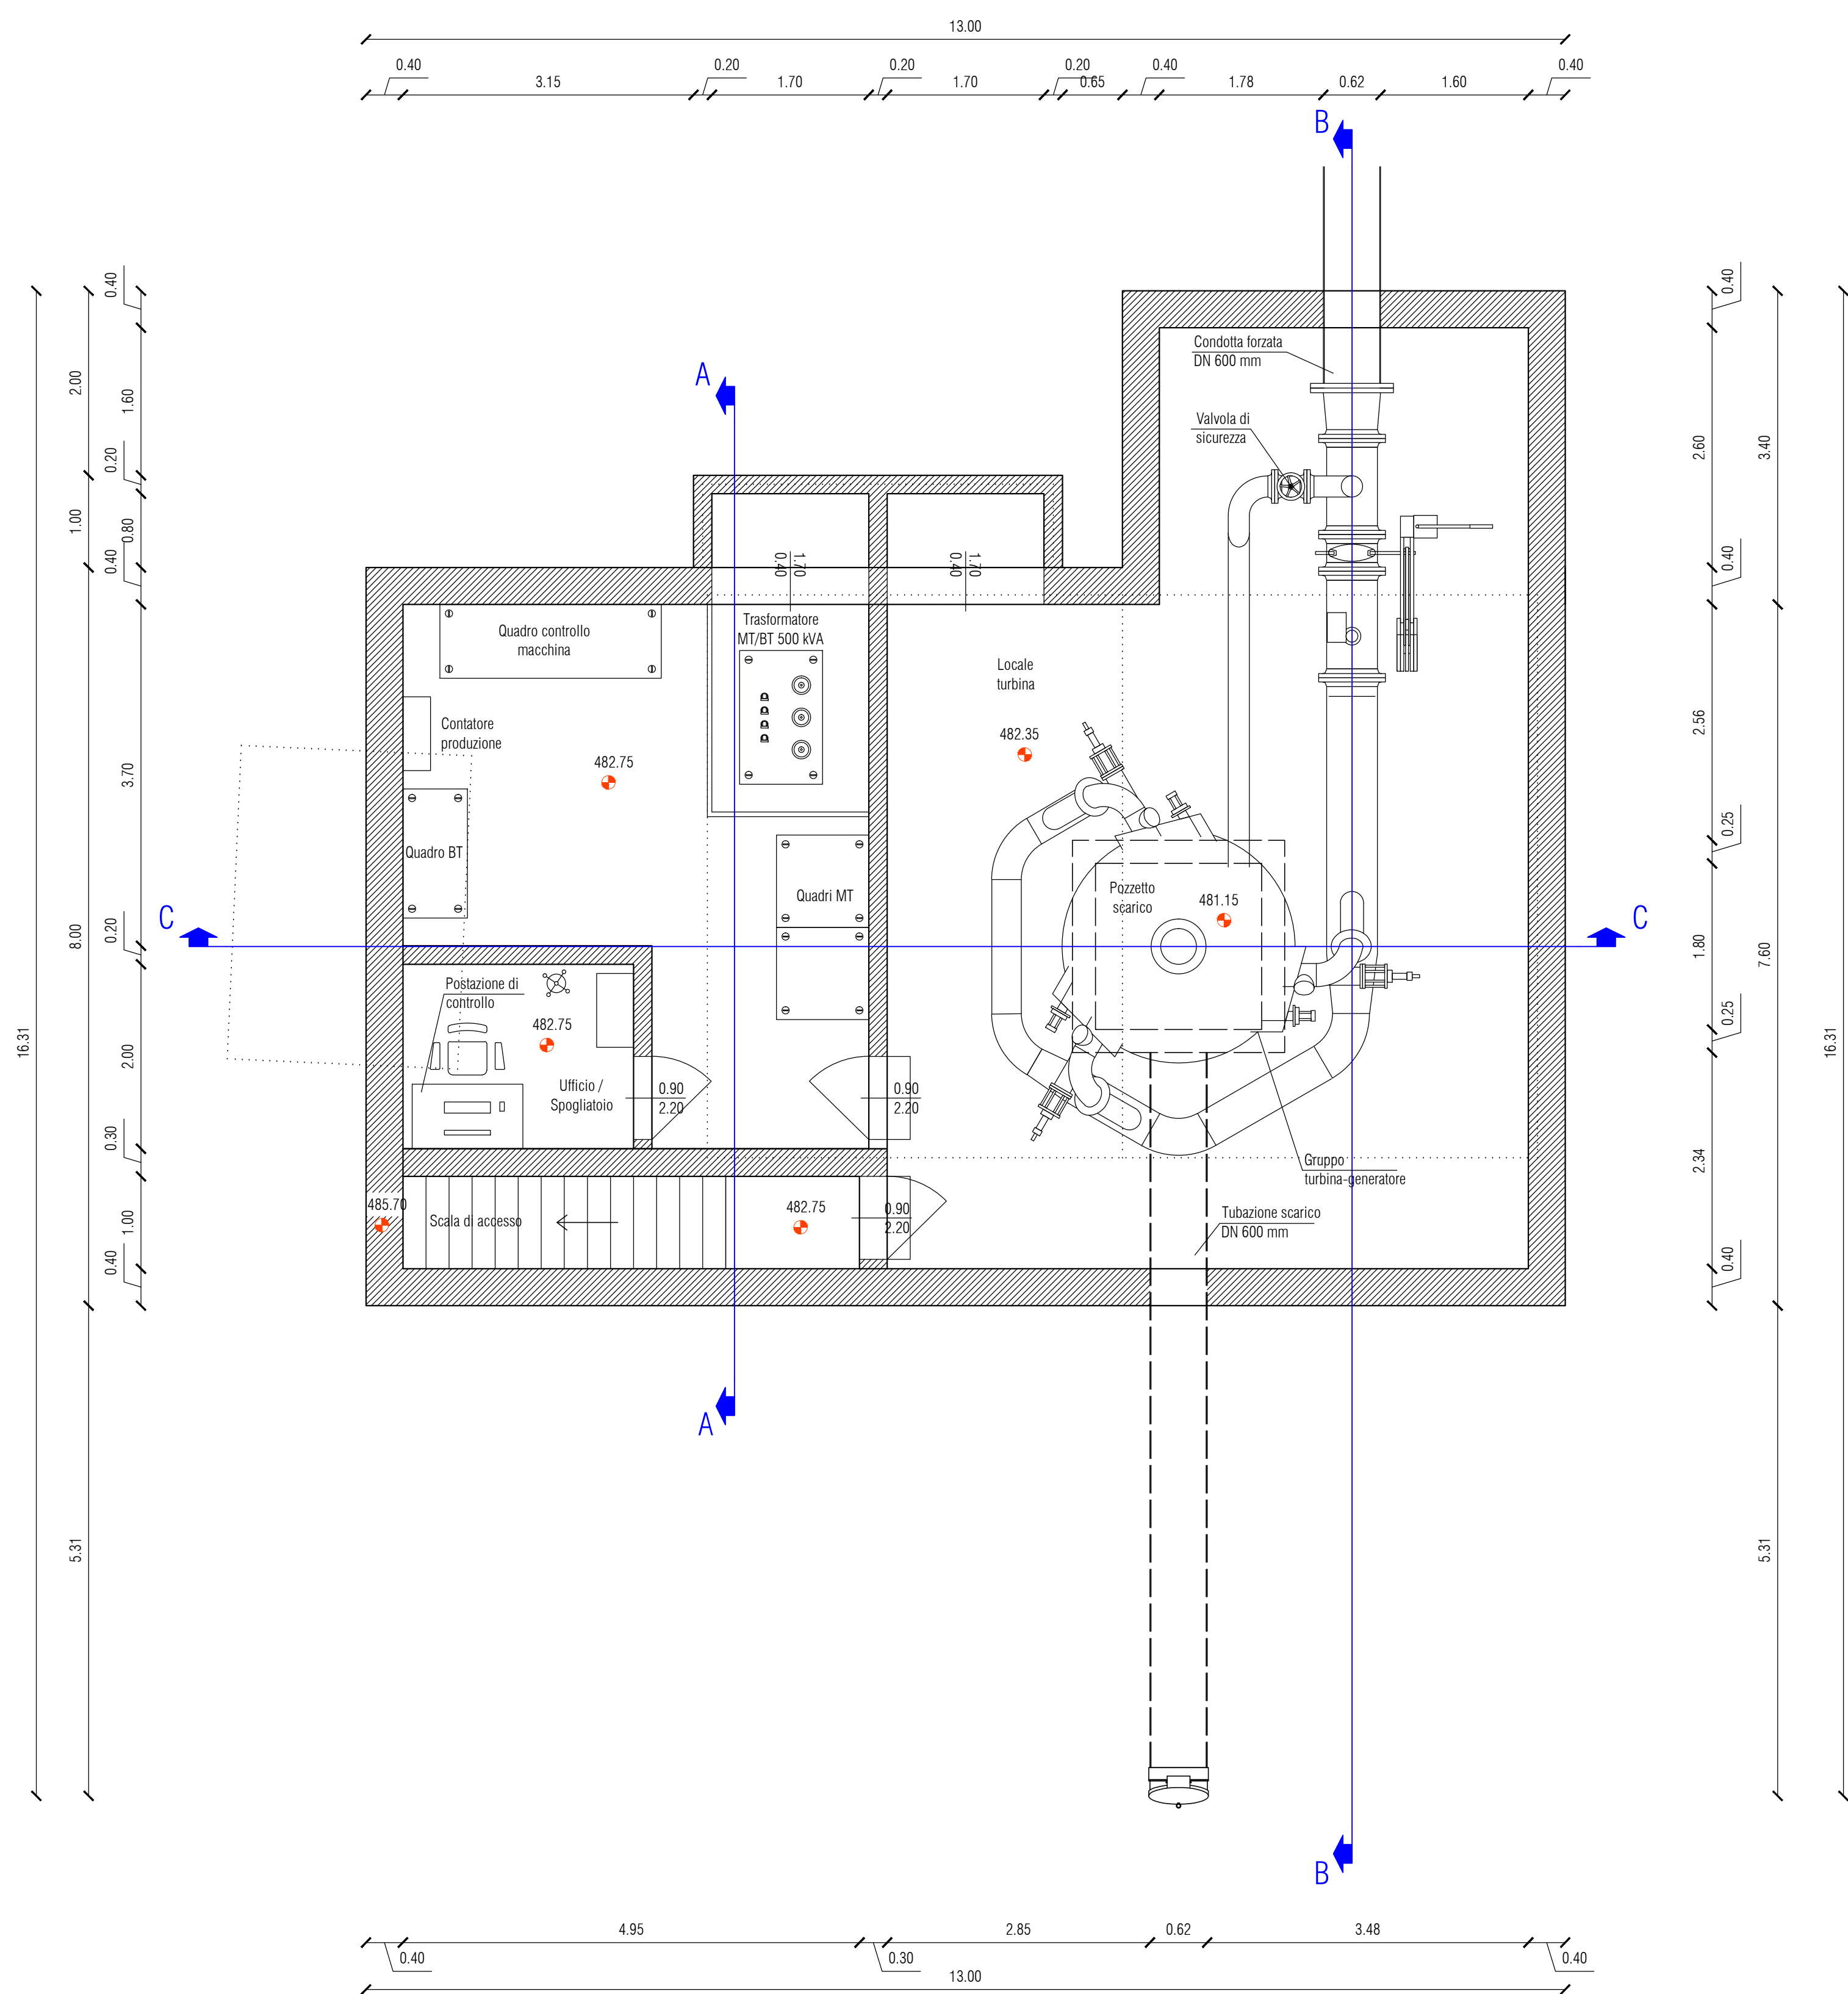 13.00
0.40
0.20
0.20
0.20
0.40
0.40
3.15
1.70
1.70
0.65
1.78
0.62
1.60
B
A
0.40
2.00
1.60
0.20
1.00
0.80
0.40
3.70
8.00
0.20
16.31
2.00
0.30
1.00
0.40
5.31
Condotta forzata
DN 600 mm
Valvola di
sicurezza
1.70
0.40
1.70
0.40
Quadro controllo
macchina
Trasformatore
MT/BT 500 kVA
Locale
turbina
Contatore
produzione
482.75
482.35
Quadro BT
Quadri MT
Pozzetto
scarico
481.15
C
C
Postazione di
controllo
482.75
Ufficio /
Spogliatoio
0.90
2.20
0.90
2.20
Gruppo
turbina-generatore
485.70
Scala di accesso
482.75
0.90
2.20
Tubazione scarico
DN 600 mm
0.40
2.60
3.40
0.40
2.56
0.25
1.80
7.60
0.25
16.31
2.34
0.40
5.31
A
B
4.95
2.85
0.62
3.48
0.40
0.30
0.40
13.00